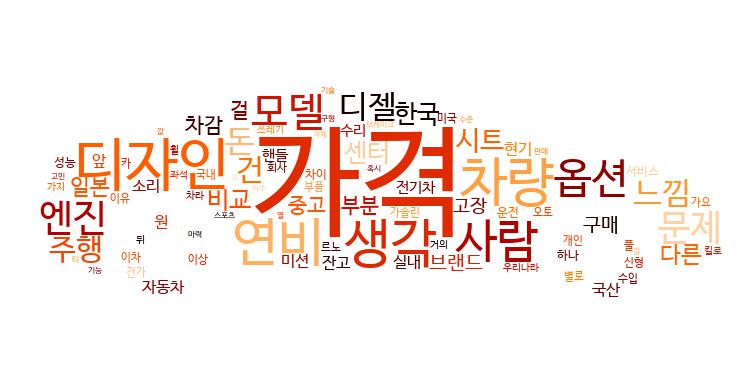 기술
걸 모델 디젤 한국 구형 미국 수준
차감 돈 쓰레기 수리 시트
성능 앞 카 디자인 건 핸들 회사 가격 센터 현기 판매
휠 좌석 국내 혹시 차량 옵션 서비스
고민 가지 일본 소리 차이 부품 전기차 느낌
이유 차라 비교 중고 부분 가솔린 고장 운전 오토 가요
엔진 원 스포츠 열 연비 생각 사람 구매 문제
주행 뒤 마력 르노 거의 개인 풀 킬로
이차 이상 미션 잔고 실내 브랜드 우리나라 하나 신형 다른
기능 건가 자동차 별로 국산 수입